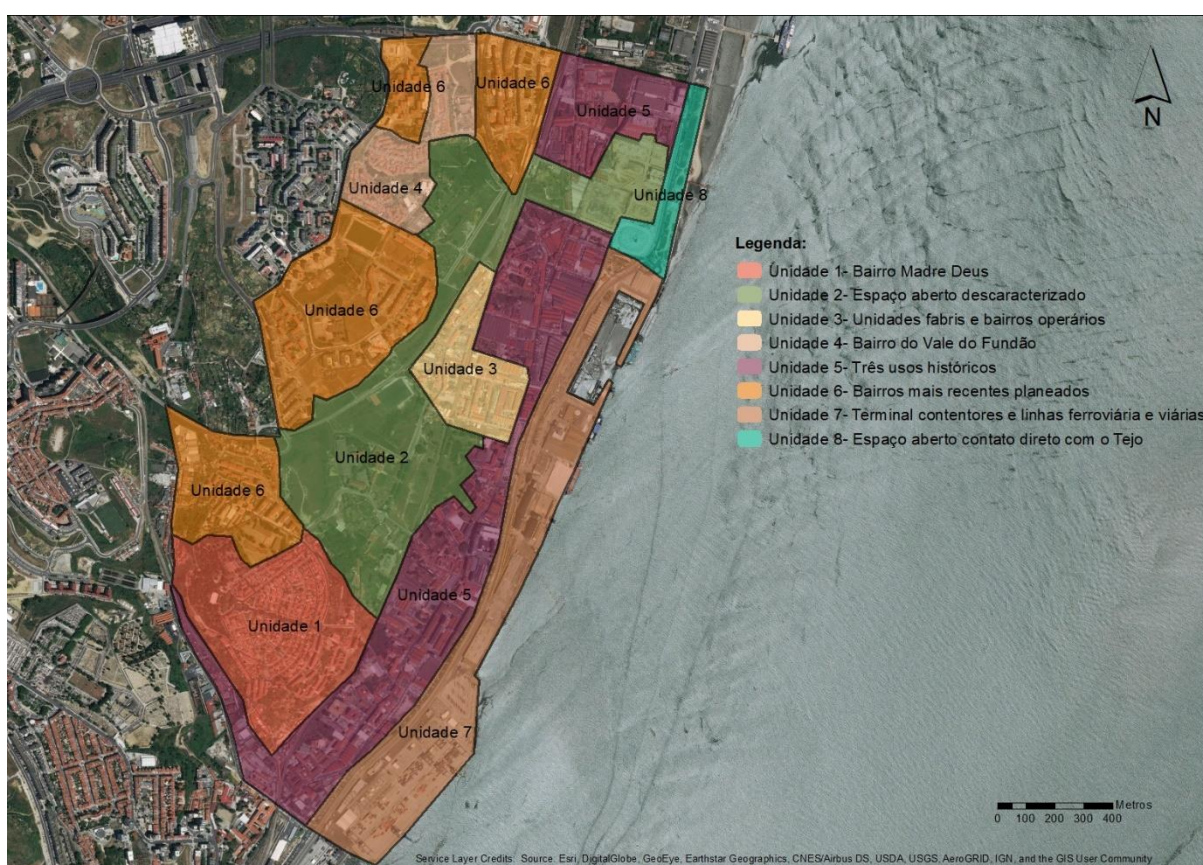 Unidade 6
Unidade 6
Unidade 5
N
Unidade 4
Unidade 8
Unidade 6
Unidade 3
Unidade 2
Unidade 6
Unidade 5
Unidade 1
Unidade 7
Legenda:
Unidade 1- Bairro Madre Deus
Unidade 2- Espaço aberto descaracterizado
Unidade 3- Unidades fabris e bairros operários
Unidade 4- Bairro do Vale do Fundão
Unidade 5- Três usos históricos
Unidade 6- Bairros mais recentes planeados
Unidade 7- Terminal contentores e linhas ferroviária e viárias
Unidade 8- Espaço aberto contato direto com o Tejo
Metros
0 100 200 300 400
Service Layer Credits: Source: Esri, DigitalGlobe, GeoEye, Earthstar Geographics, CNES/Airbus DS, USDA, USGS, AeroGRID, IGN, and the GIS User Community